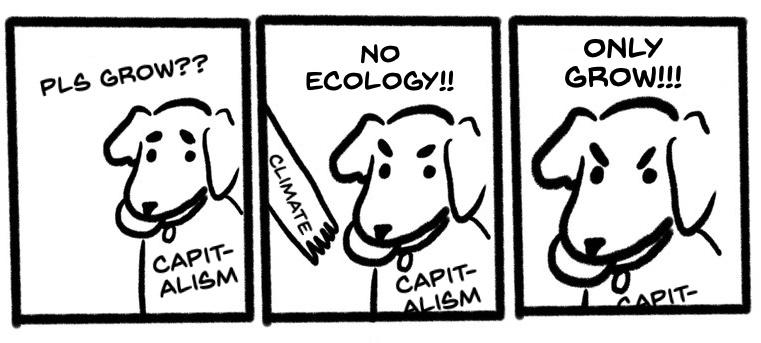 PLS GROW??
CAPIT-
ALISM
NO
ECOLOGY!!
CLIMATE
CAPIT-
ALISM
ONLY
GROW!!!
CAPIT-